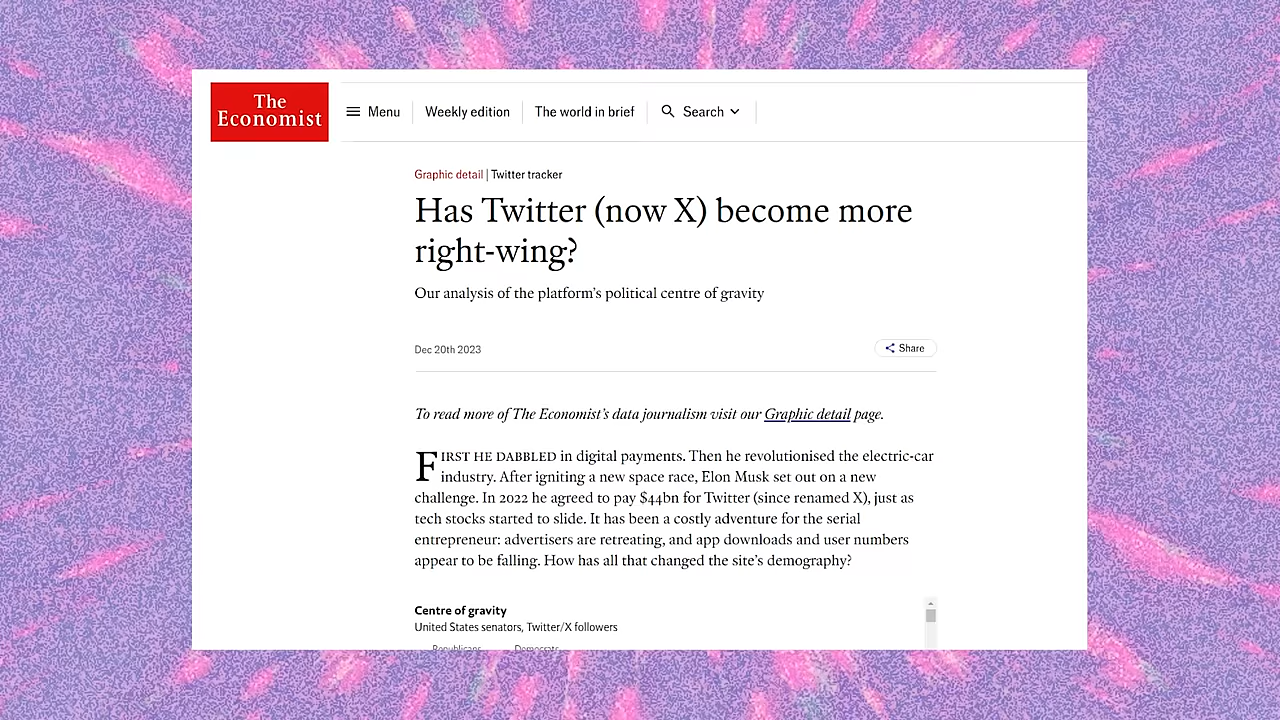 The
Economist
Menu
Weekly edition
The world in brief
Search
Graphic detail | Twitter tracker
Has Twitter (now X) become more
right-wing?
Our analysis of the platform's political centre of gravity
Dec 20th 2023
Share
To read more of The Economist's data journalism visit our Graphic detail page.
FIRST HE DABBLED in digital payments. Then he revolutionised the electric-car
industry. After igniting a new space race, Elon Musk set out on a new
challenge. In 2022 he agreed to pay $44bn for Twitter (since renamed X), just as
tech stocks started to slide. It has been a costly adventure for the serial
entrepreneur: advertisers are retreating, and app downloads and user numbers
appear to be falling. How has all that changed the site's demography?
Centre of gravity
United States senators, Twitter/X followers
Republicans
Democrats